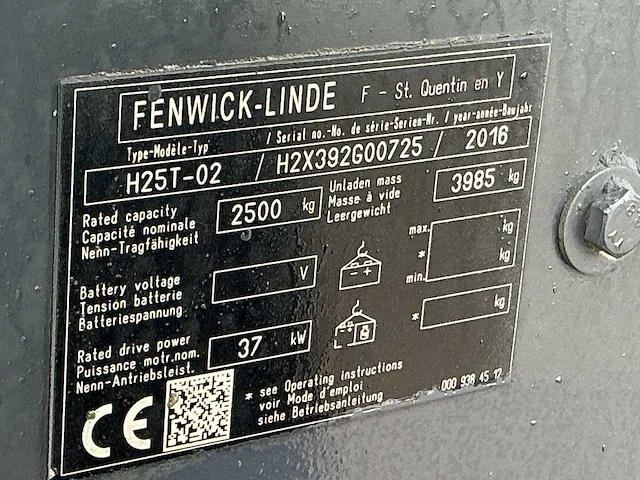 FENWICK-LINDE F - St. Quentin en Y
Type-Modèle-Typ / Serial no.-No. de série-Serien-Nr. / year-année-Baujahr
H25T-02 / H2X392G00725 / 2016
Rated capacity
Capacité nominale
Nenn-Tragfähigkeit
2500 kg
Unladen mass
Masse à vide
Leergewicht
3985 kg
Battery voltage
Tension batterie
Batteriespannung
V
max. kg
* kg
min.
* kg
Rated drive power
Puissance motr.nom.
Nenn-Antriebsleist.
37 kW
* see Operating instructions
voir Mode d'emploi
siehe Betriebsanleitung
000 938 45 12
CE